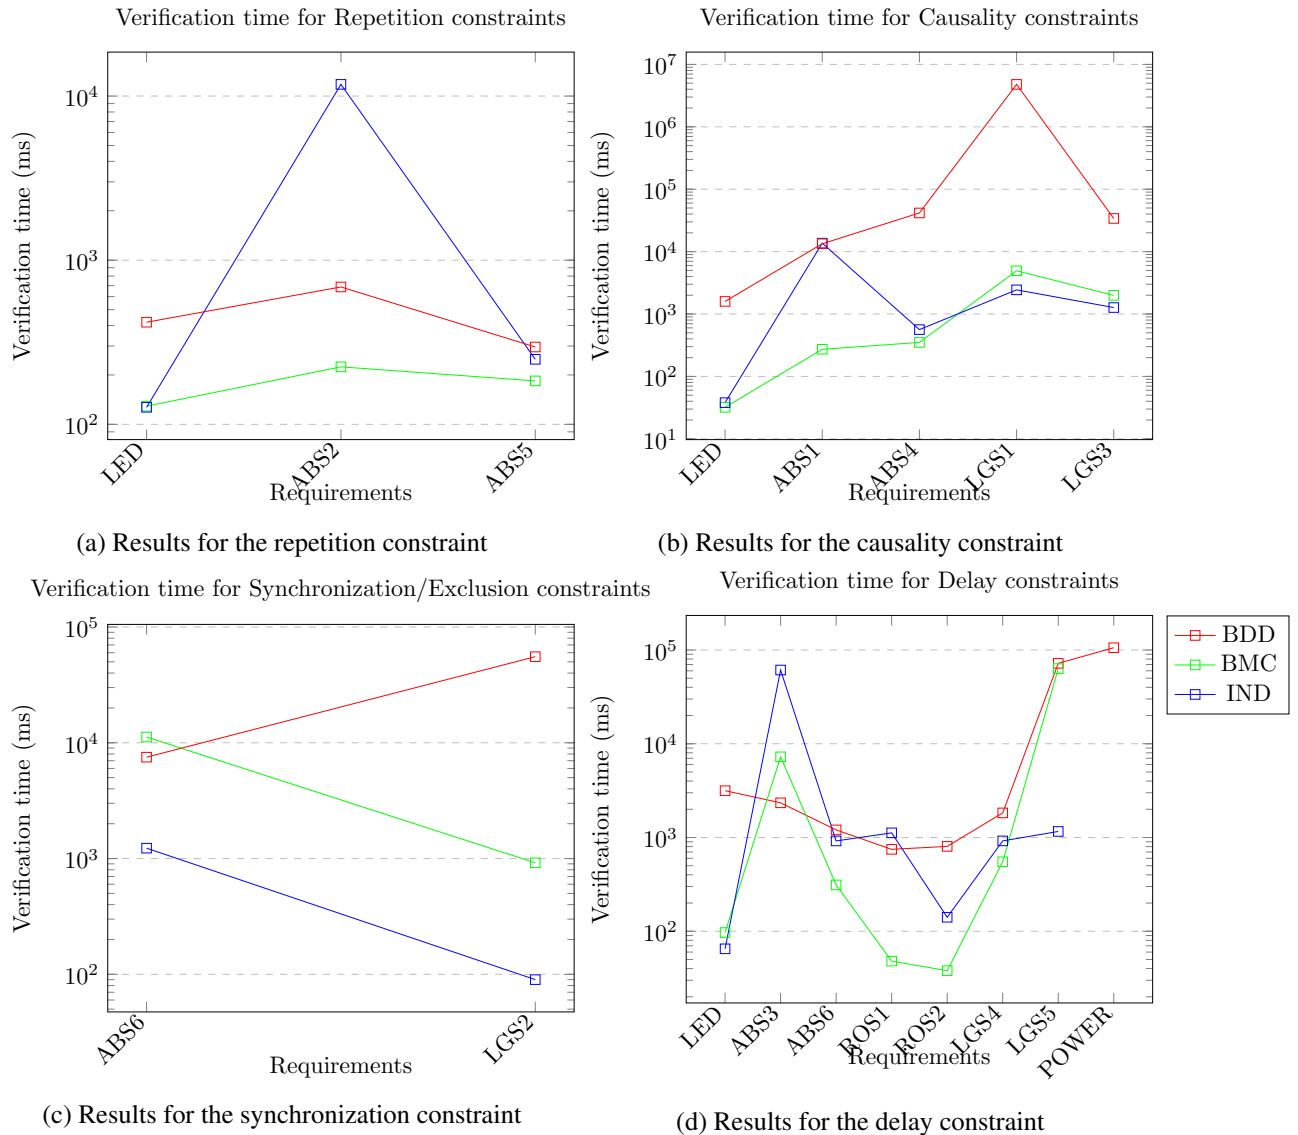 Verification time for Repetition constraints
Verification time (ms)
10^4
10^3
10^2
LED
ABS2
ABS5
Requirements
(a) Results for the repetition constraint
Verification time for Causality constraints
Verification time (ms)
10^7
10^6
10^5
10^4
10^3
10^2
10^1
LED
ABS1
ABS4
LGS1
LGS3
Requirements
(b) Results for the causality constraint
Verification time for Synchronization/Exclusion constraints
Verification time (ms)
10^5
10^4
10^3
10^2
ABS6
LGS2
Requirements
(c) Results for the synchronization constraint
Verification time for Delay constraints
Verification time (ms)
10^5
10^4
10^3
10^2
LED
ABS3
ABS6
ROS1
ROS2
LGS4
LGS5
POWER
Requirements
BDD
BMC
IND
(d) Results for the delay constraint